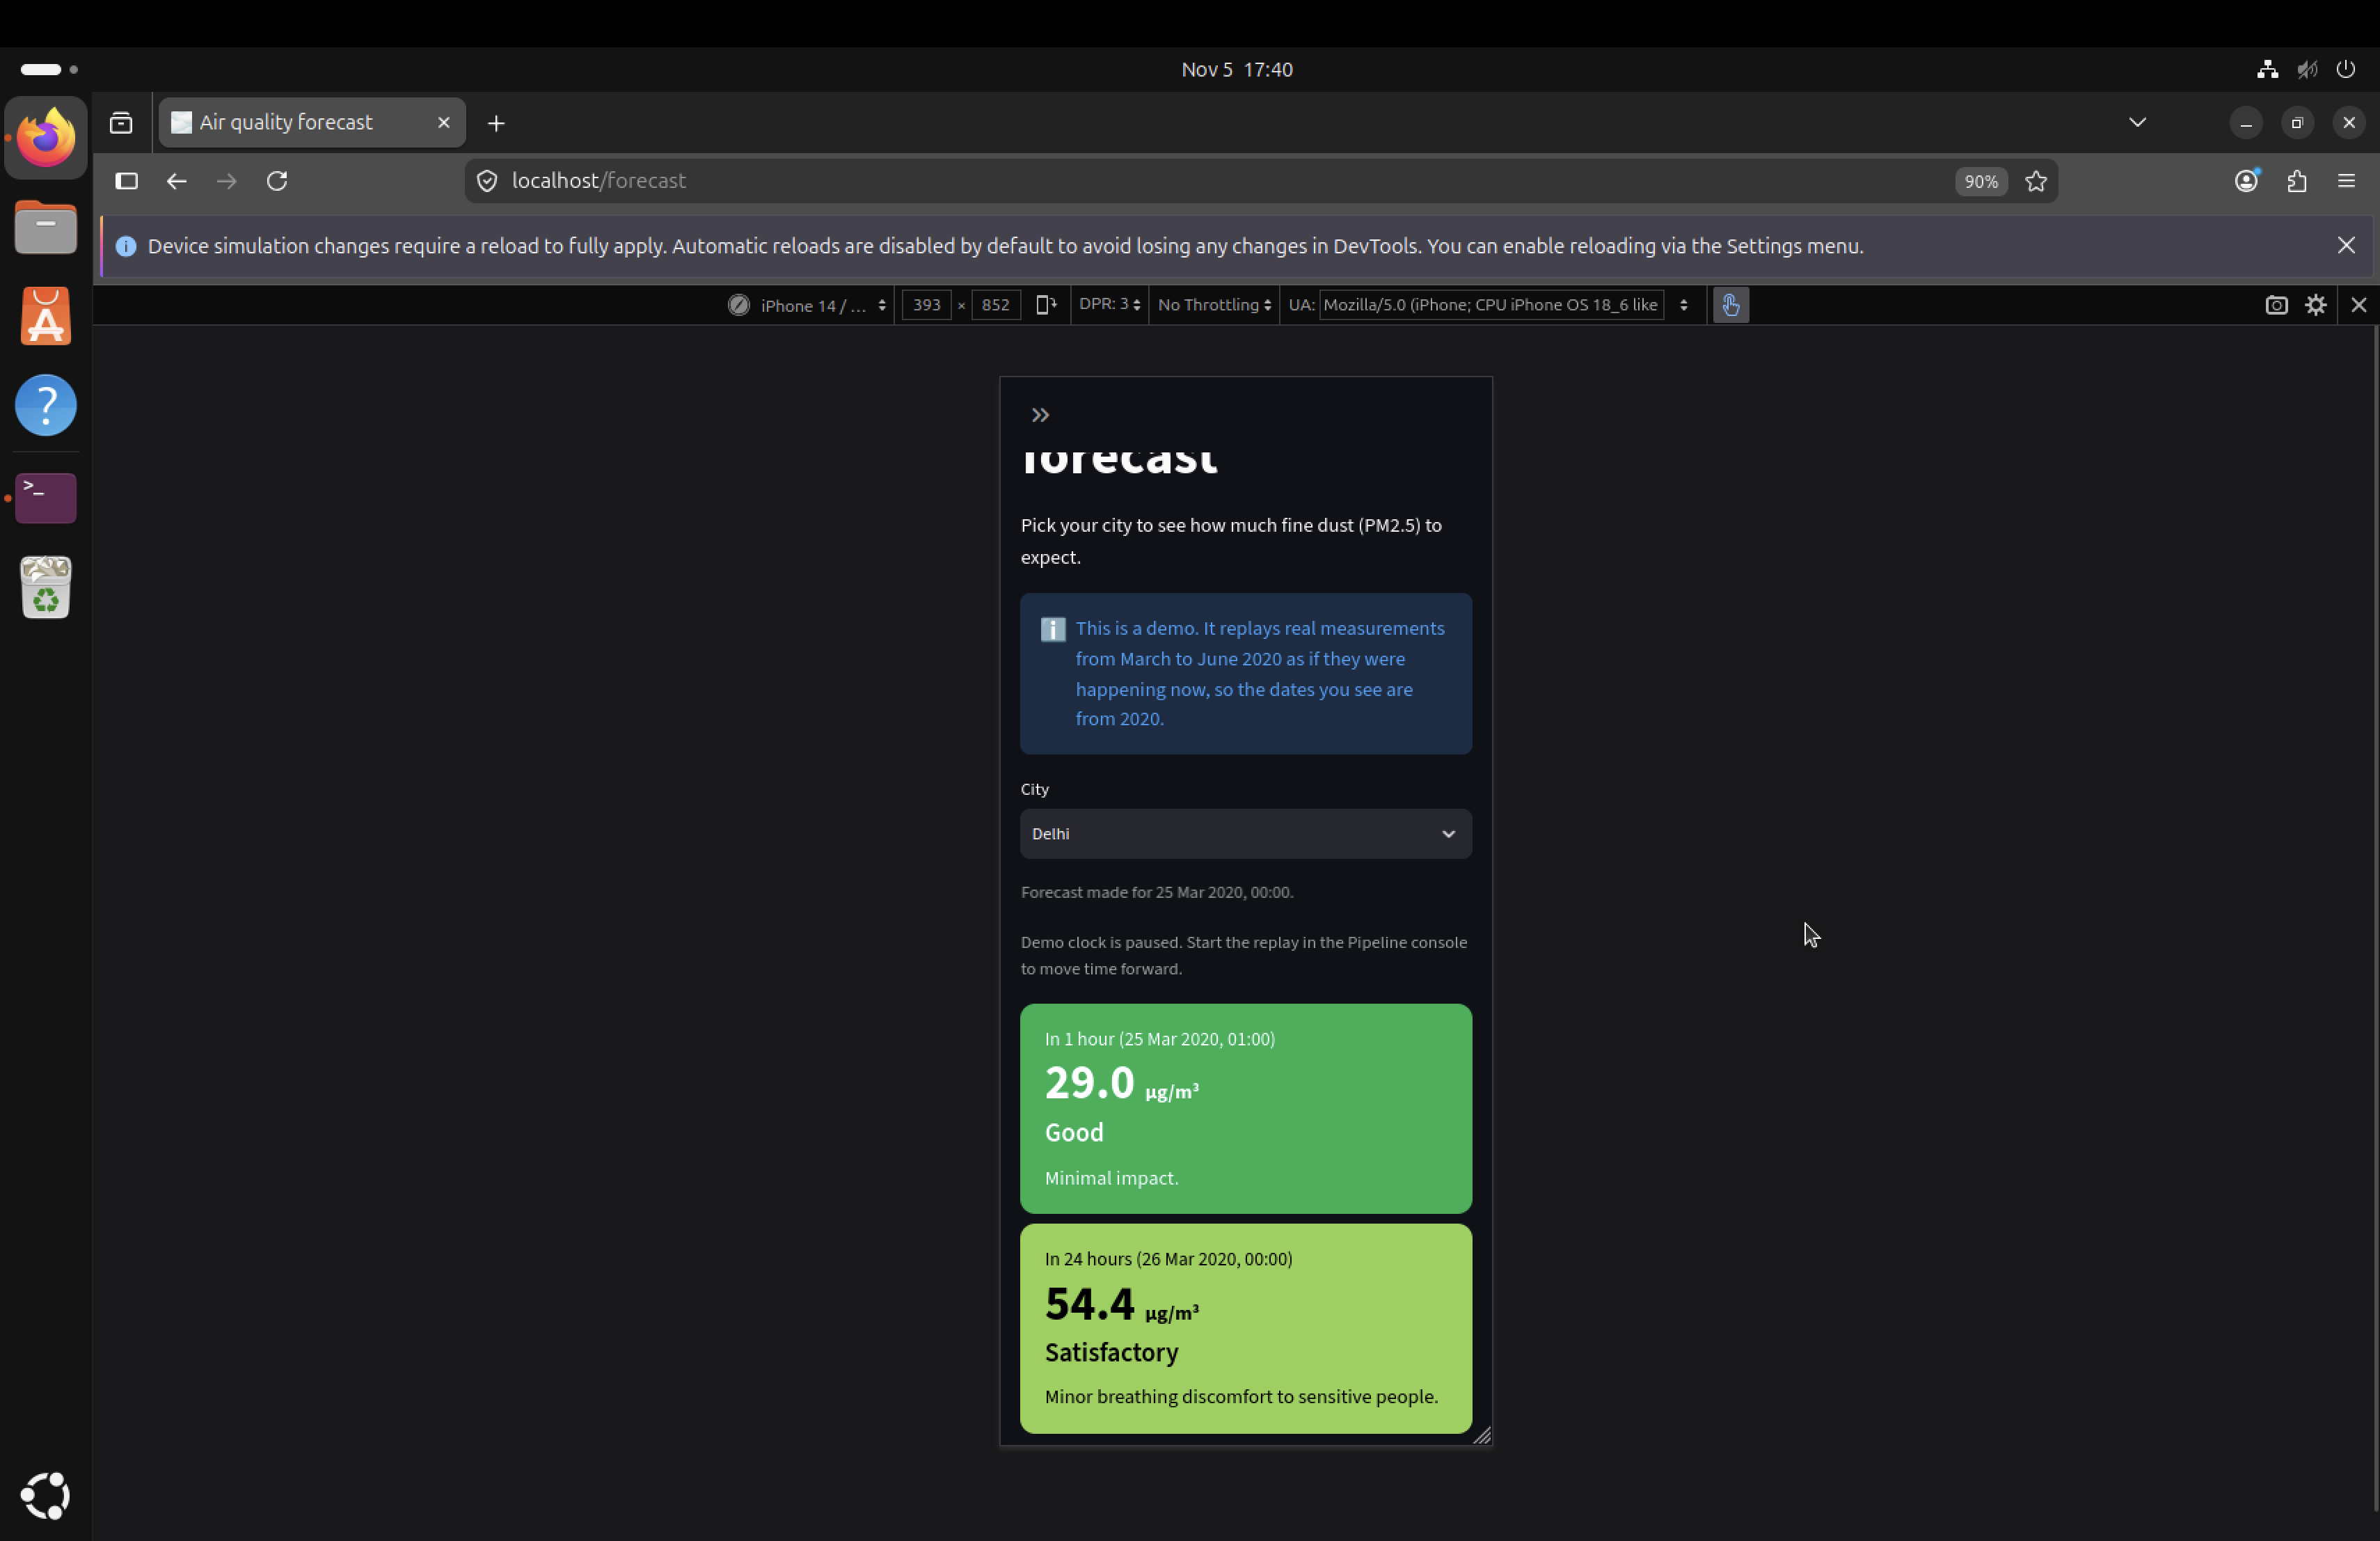 Nov 5 17:40
Air quality forecast
localhost/forecast
90%
Device simulation changes require a reload to fully apply. Automatic reloads are disabled by default to avoid losing any changes in DevTools. You can enable reloading via the Settings menu.
iPhone 14 / ... 393 × 852 DPR: 3 No Throttling UA: Mozilla/5.0 (iPhone; CPU iPhone OS 18_6 like
forecast
Pick your city to see how much fine dust (PM2.5) to
expect.
This is a demo. It replays real measurements
from March to June 2020 as if they were
happening now, so the dates you see are
from 2020.
City
Delhi
Forecast made for 25 Mar 2020, 00:00.
Demo clock is paused. Start the replay in the Pipeline console
to move time forward.
In 1 hour (25 Mar 2020, 01:00)
29.0 µg/m³
Good
Minimal impact.
In 24 hours (26 Mar 2020, 00:00)
54.4 µg/m³
Satisfactory
Minor breathing discomfort to sensitive people.